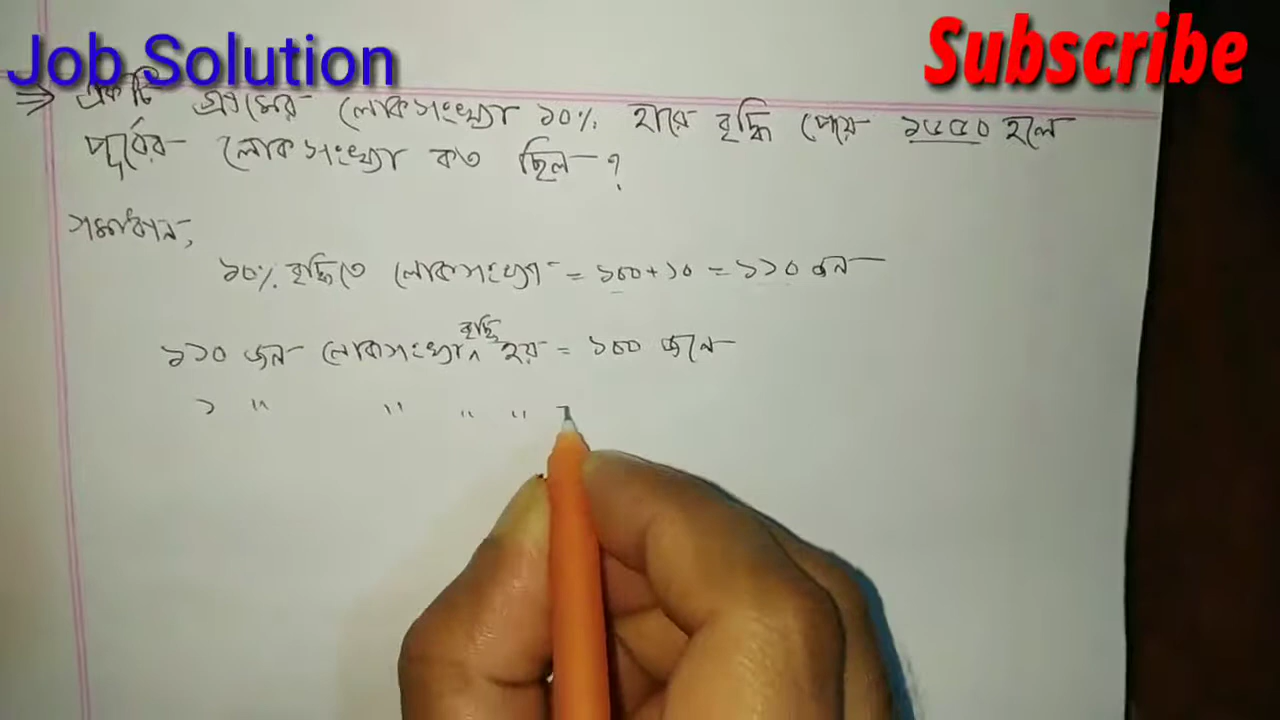 Job Solution
Subscribe
⇒ একটি গ্রামের লোকসংখ্যা ১০% হারে বৃদ্ধি পেয়ে ১৫৫০ হলে
পূর্বের লোক সংখ্যা কত ছিল ?
সমাধান,
১০% বৃদ্ধিতে লোকসংখ্যা = ১০০+১০ = ১১০ জন
১১০ জন লোকসংখ্যা বৃদ্ধি হয় = ১০০ জনে
১ " " " "